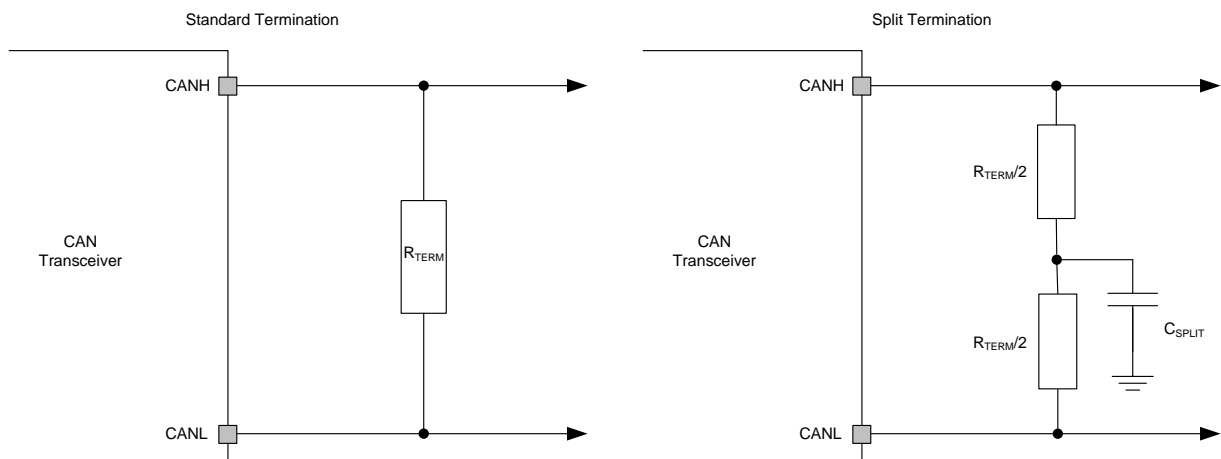 Standard Termination
CANH
CAN
Transceiver
RTERM
CANL
Split Termination
CANH
RTERM/2
CAN
Transceiver
RTERM/2
CSPLIT
CANL